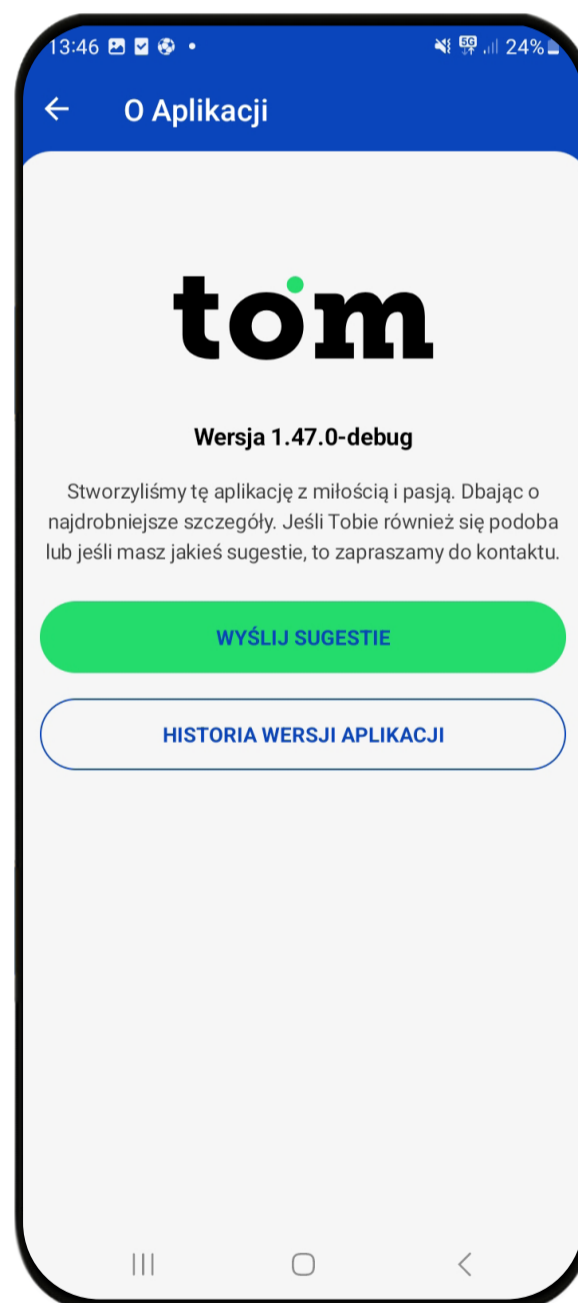 13:46
5G 24%
O Aplikacji
tom
Wersja 1.47.0-debug
Stworzyliśmy tę aplikację z miłością i pasją. Dbając o
najdrobniejsze szczegóły. Jeśli Tobie również się podoba
lub jeśli masz jakieś sugestie, to zapraszamy do kontaktu.
WYŚLIJ SUGESTIE
HISTORIA WERSJI APLIKACJI